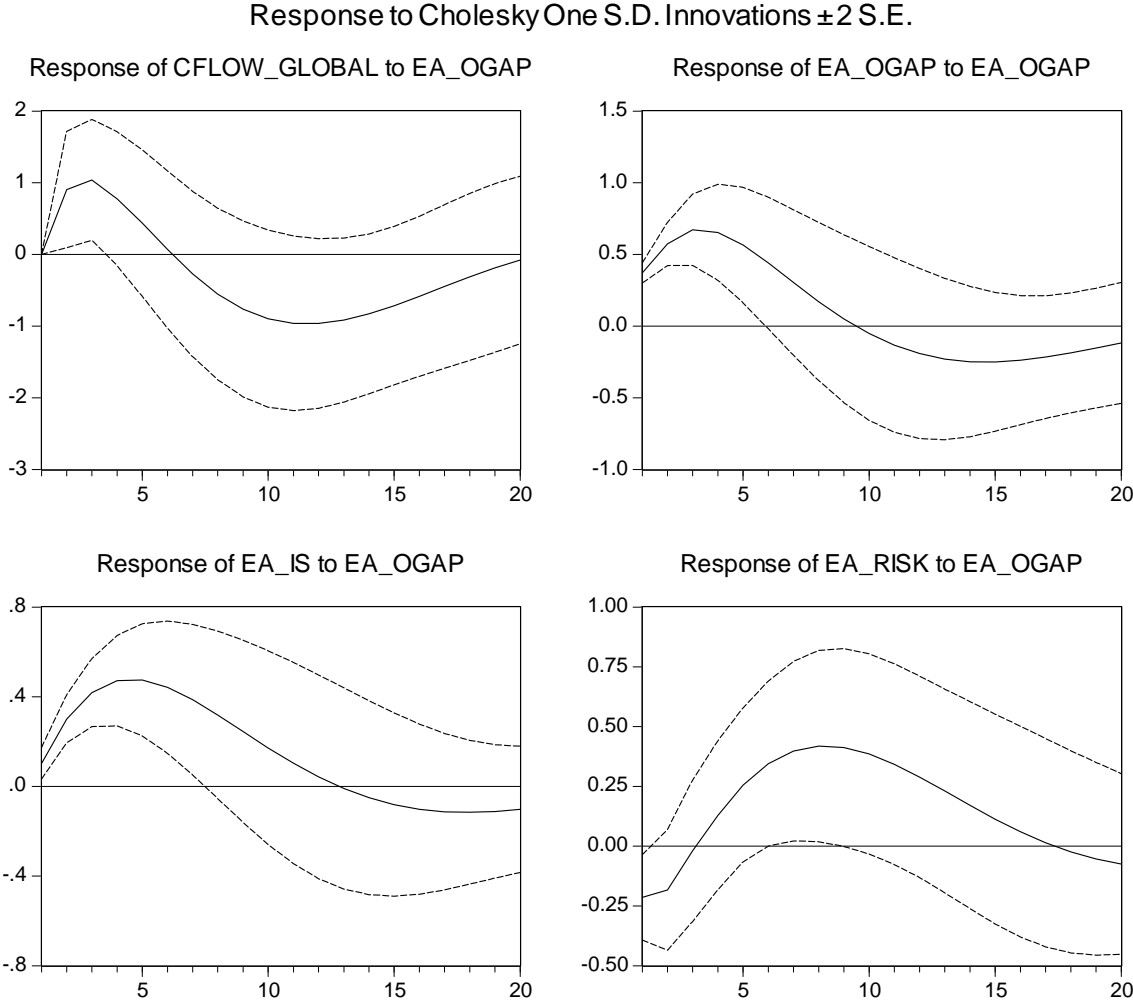 Response to Cholesky One S.D. Innovations ±2 S.E.
Response of CFLOW_GLOBAL to EA_OGAP
2
1
0
-1
-2
-3
5 10 15 20
Response of EA_OGAP to EA_OGAP
1.5
1.0
0.5
0.0
-0.5
-1.0
5 10 15 20
Response of EA_IS to EA_OGAP
.8
.4
.0
-.4
-.8
5 10 15 20
Response of EA_RISK to EA_OGAP
1.00
0.75
0.50
0.25
0.00
-0.25
-0.50
5 10 15 20